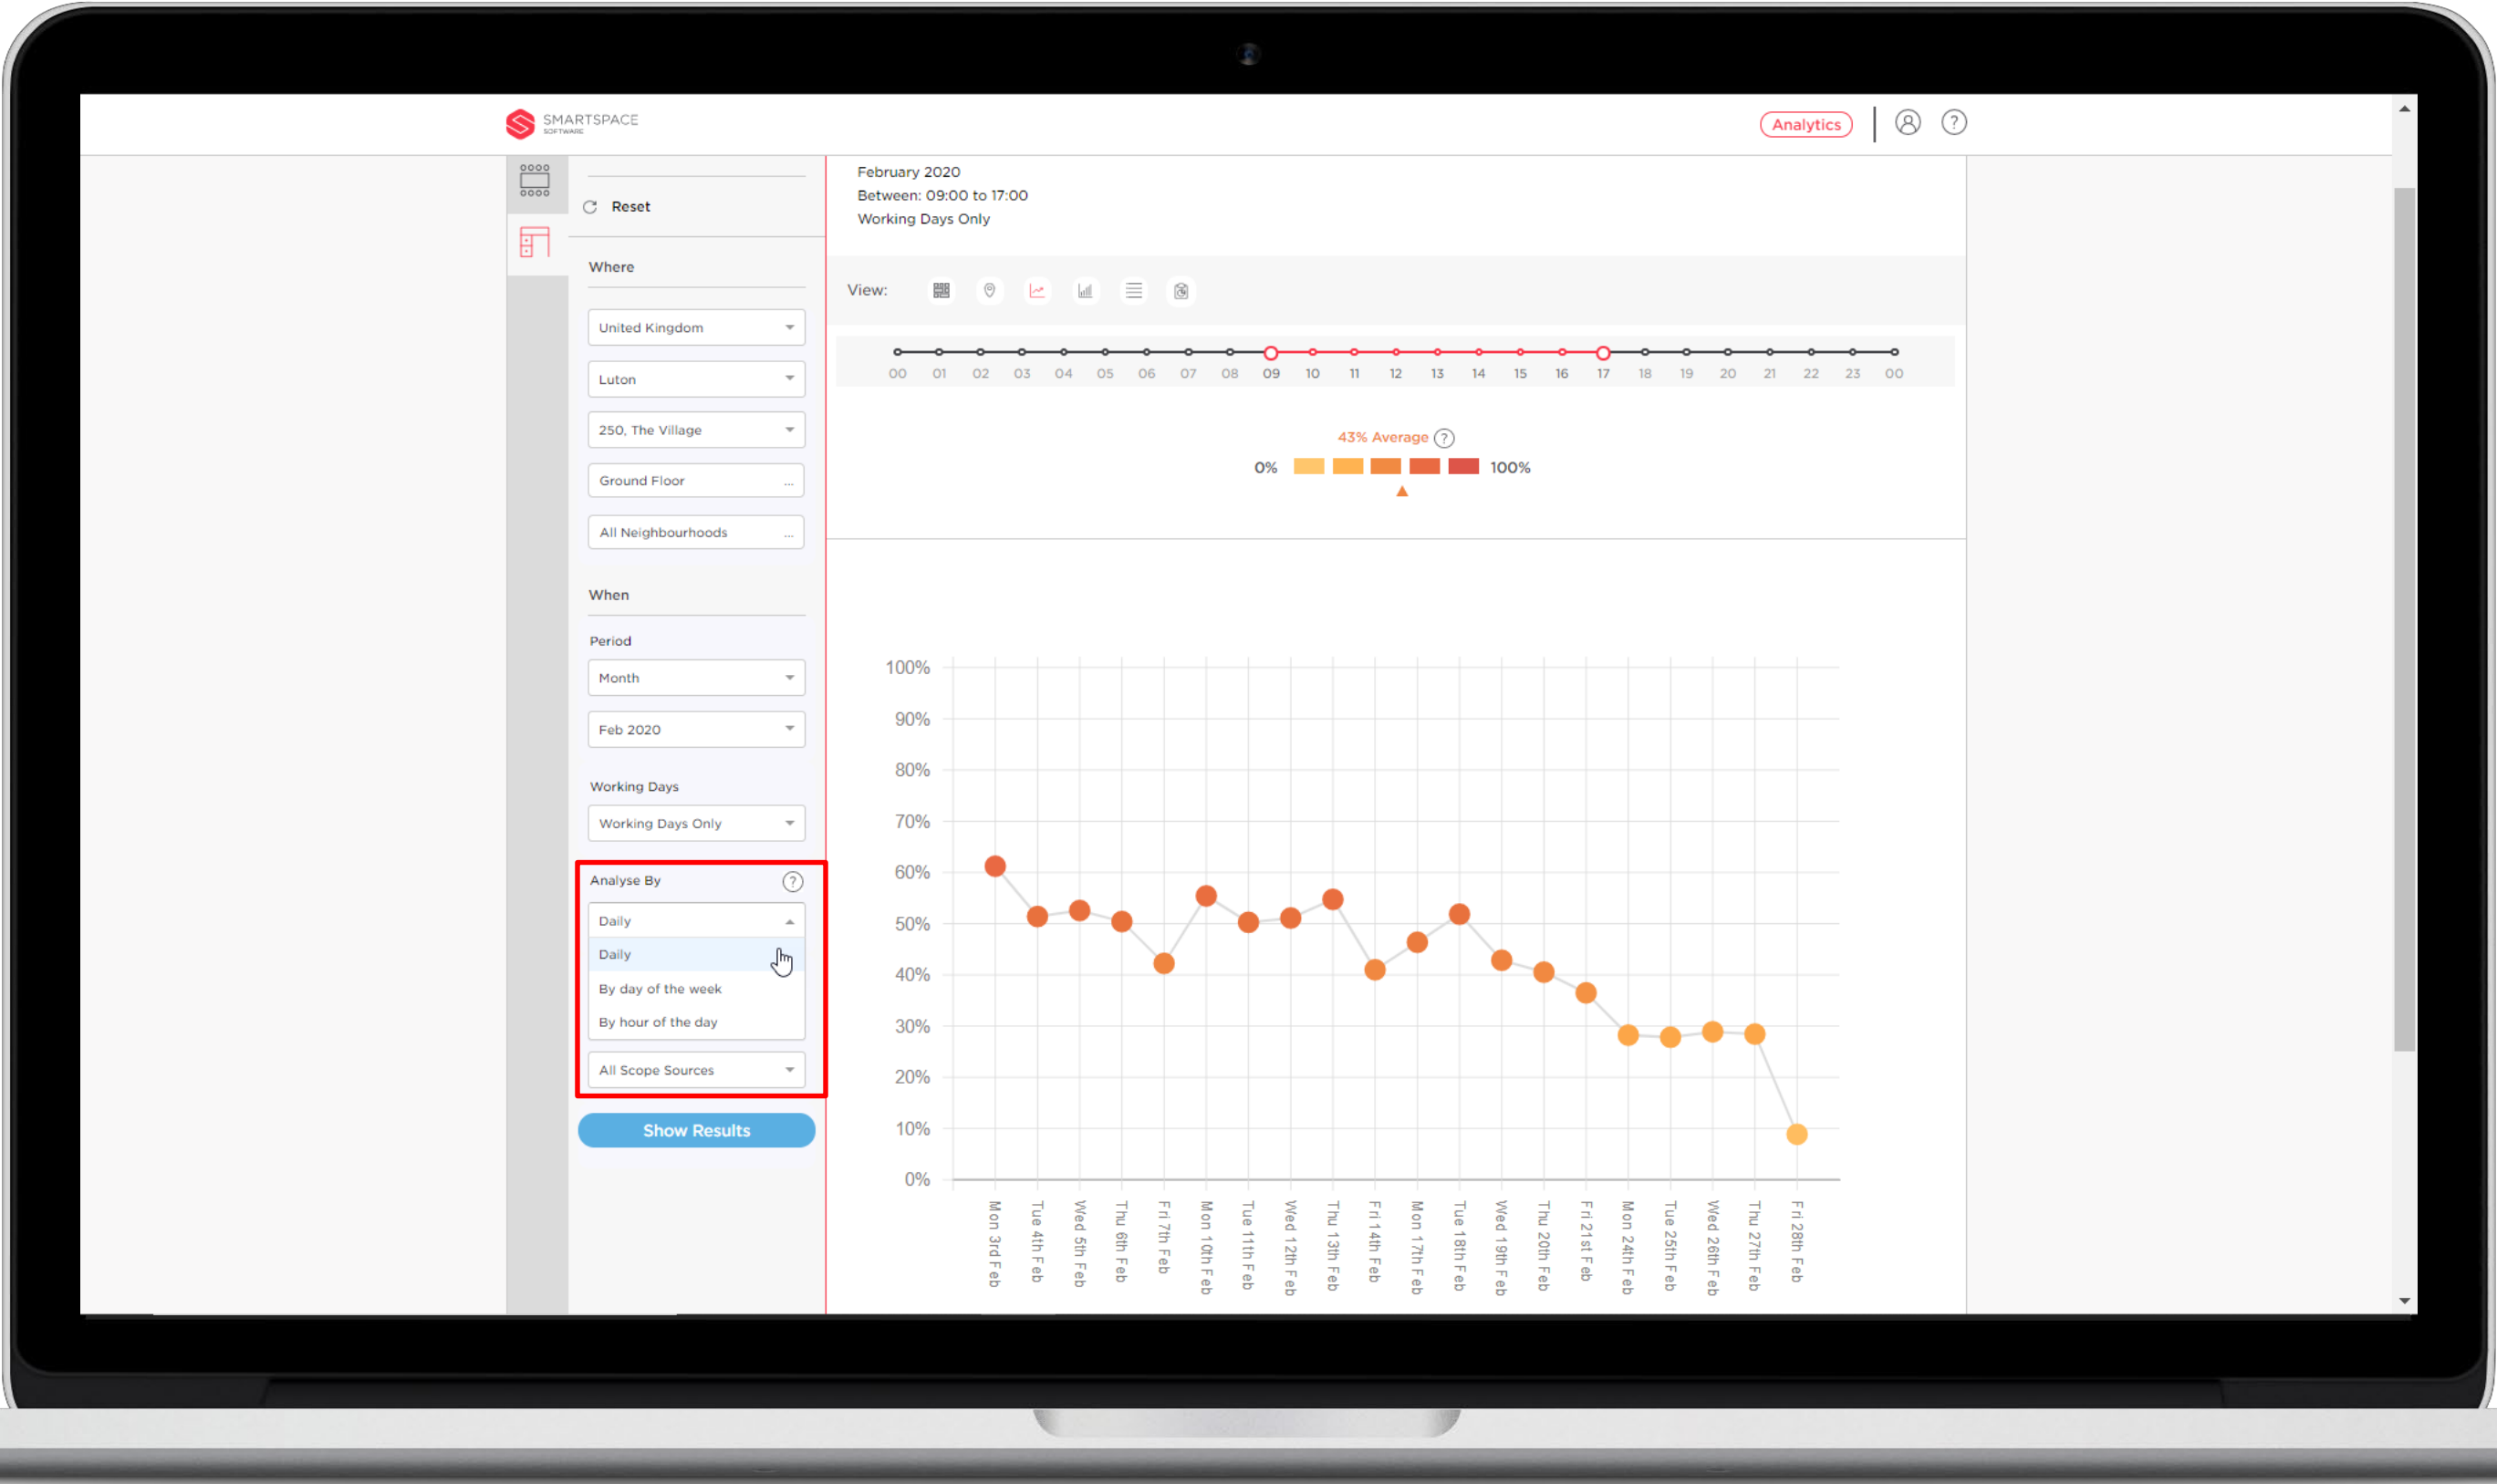 SMARTSPACE
SOFTWARE
Analytics
?
Reset
Where
United Kingdom
Luton
250, The Village
Ground Floor ...
All Neighbourhoods ...
When
Period
Month
Feb 2020
Working Days
Working Days Only
Analyse By ?
Daily
Daily
By day of the week
By hour of the day
All Scope Sources
Show Results
February 2020
Between: 09:00 to 17:00
Working Days Only
View:
00 01 02 03 04 05 06 07 08 09 10 11 12 13 14 15 16 17 18 19 20 21 22 23 00
43% Average ?
0% 100%
100%
90%
80%
70%
60%
50%
40%
30%
20%
10%
0%
Mon 3rd Feb
Tue 4th Feb
Wed 5th Feb
Thu 6th Feb
Fri 7th Feb
Mon 10th Feb
Tue 11th Feb
Wed 12th Feb
Thu 13th Feb
Fri 14th Feb
Mon 17th Feb
Tue 18th Feb
Wed 19th Feb
Thu 20th Feb
Fri 21st Feb
Mon 24th Feb
Tue 25th Feb
Wed 26th Feb
Thu 27th Feb
Fri 28th Feb